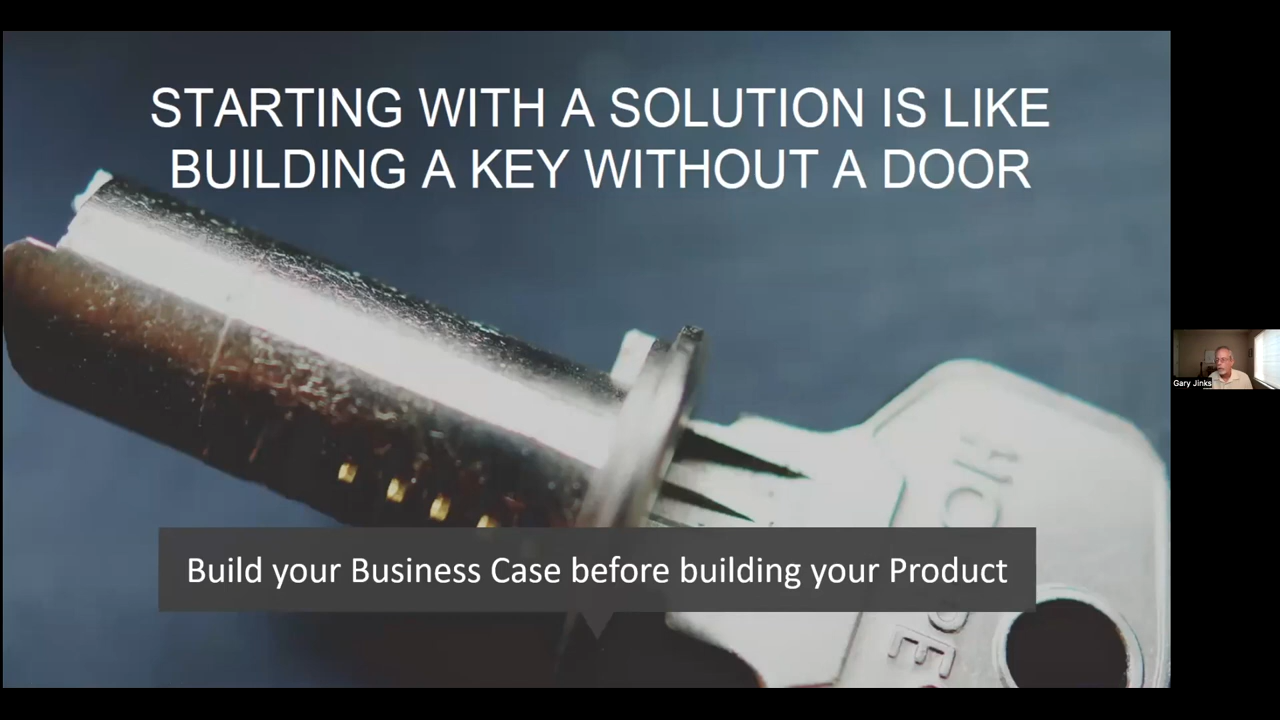 STARTING WITH A SOLUTION IS LIKE
BUILDING A KEY WITHOUT A DOOR
Build your Business Case before building your Product
Gary Jinks